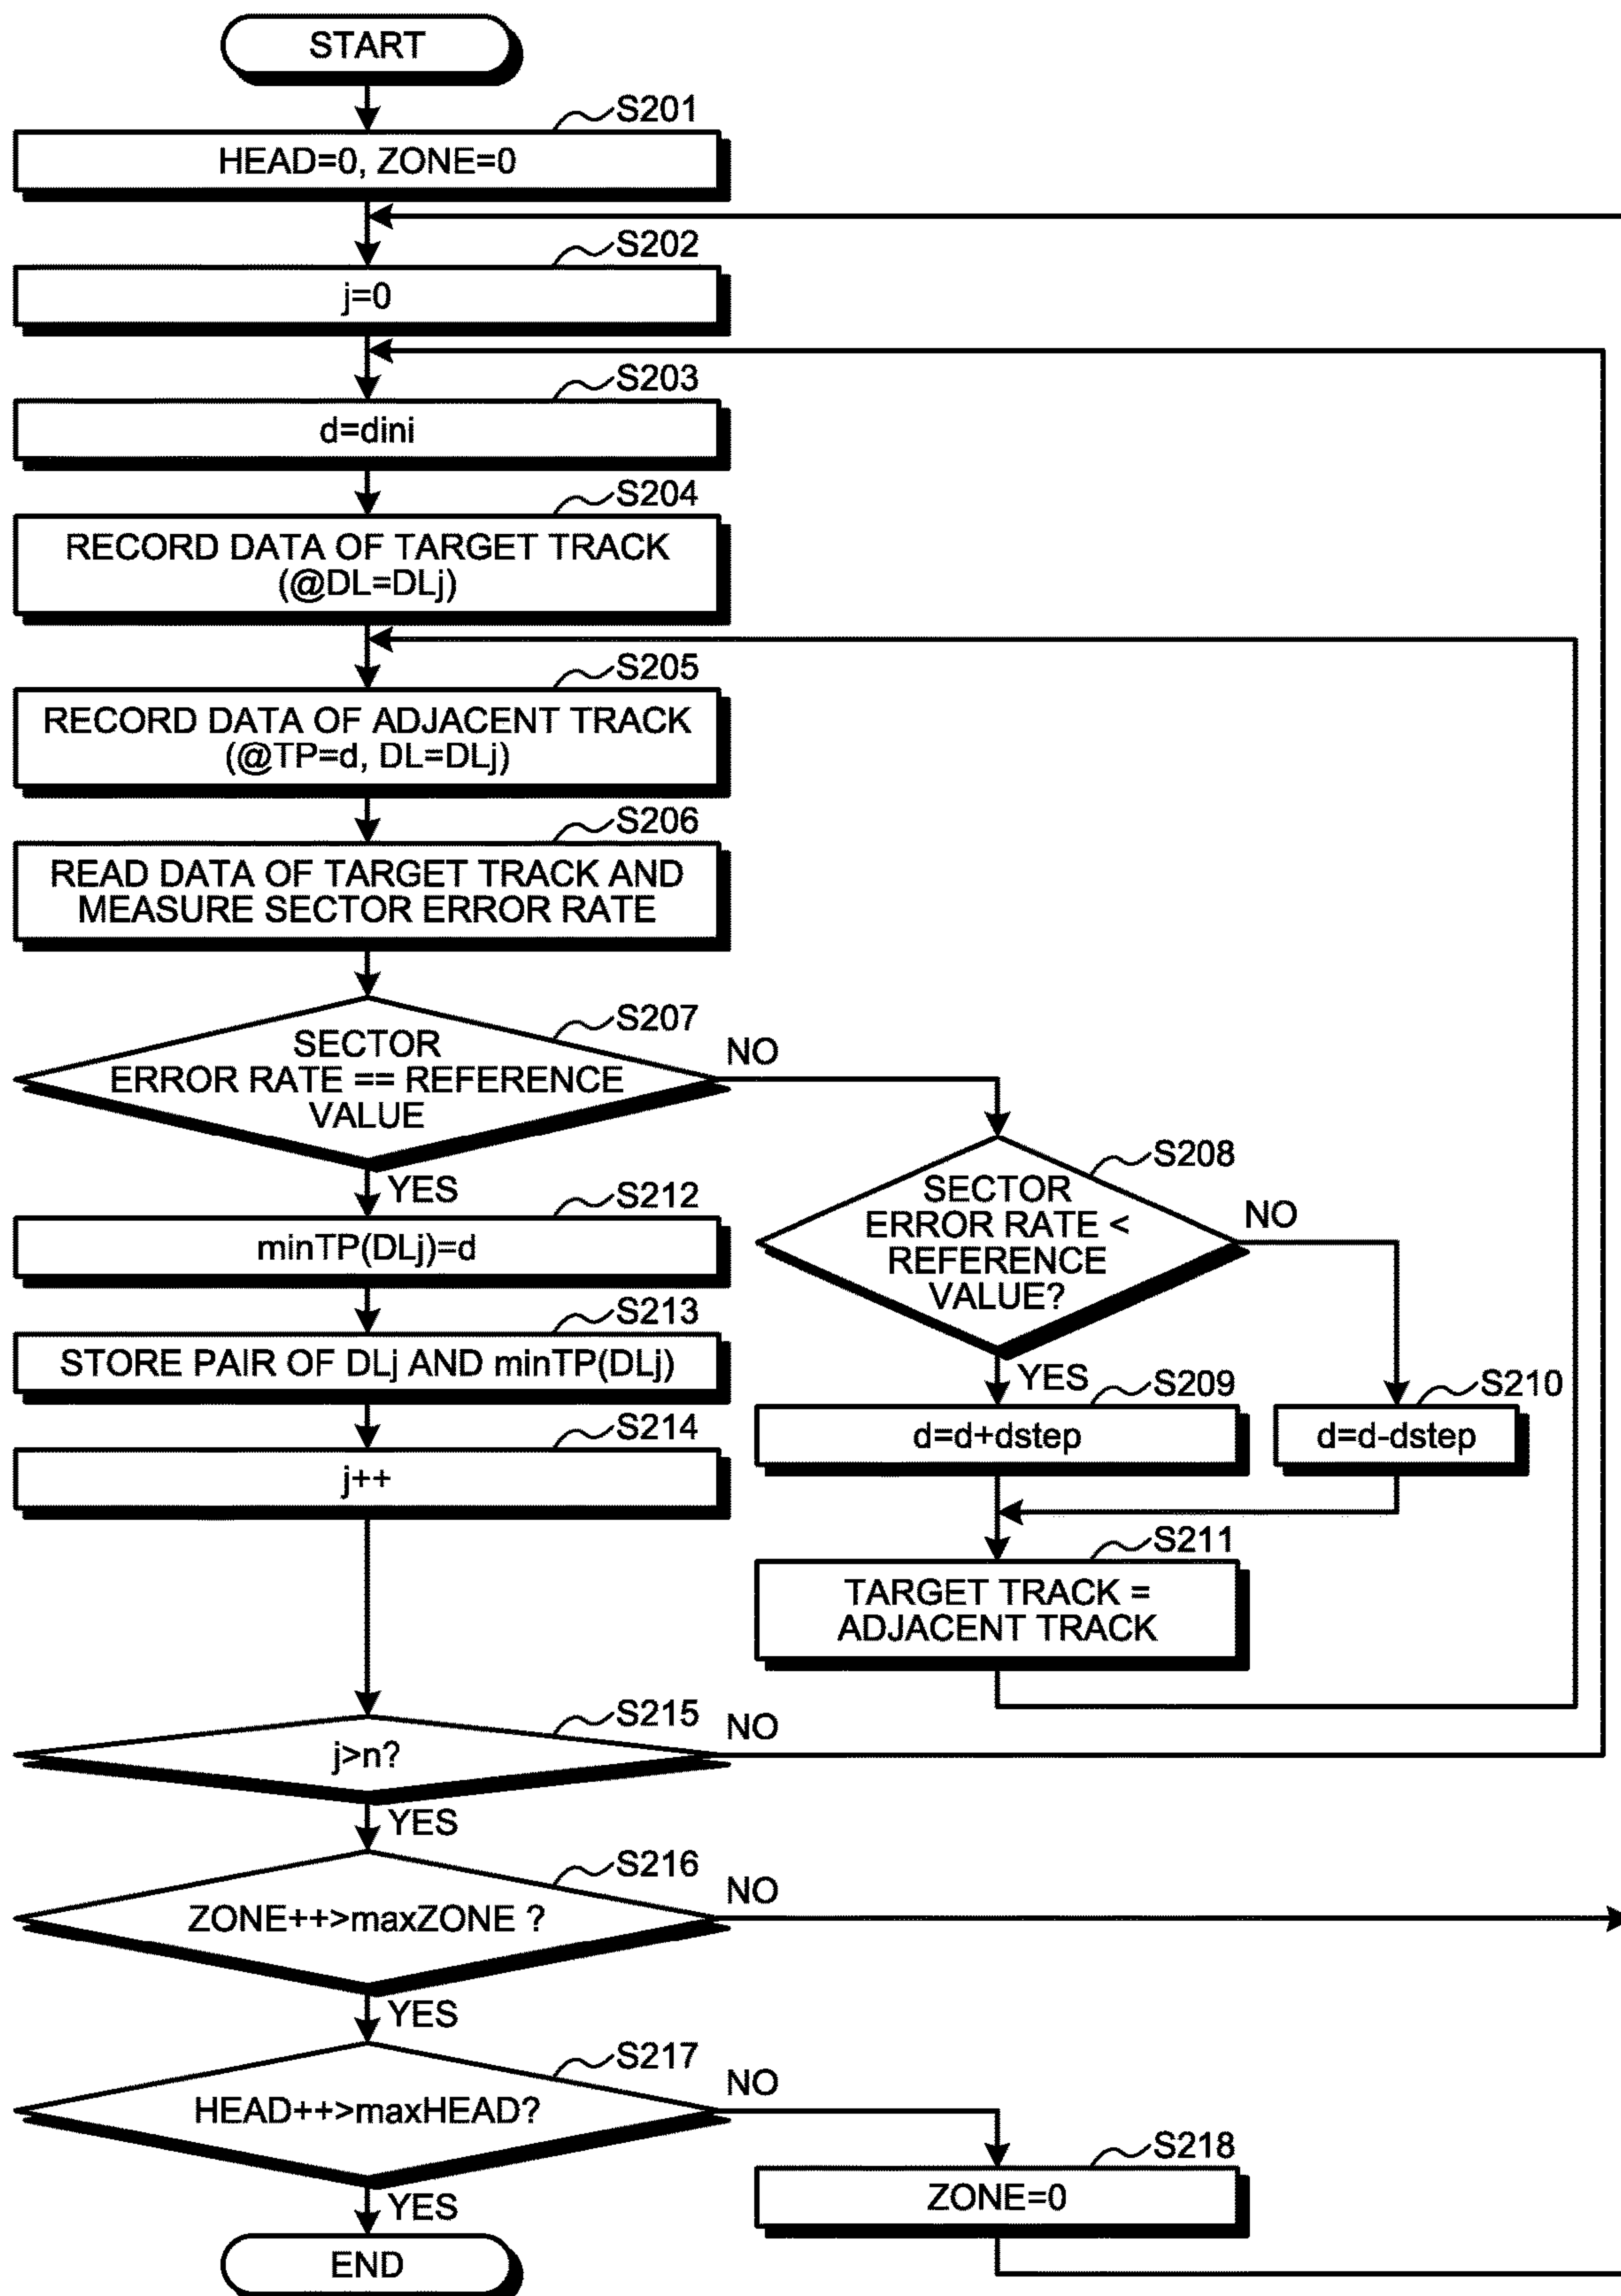 START
S201
HEAD=0, ZONE=0
S202
j=0
S203
d=dini
S204
RECORD DATA OF TARGET TRACK
(@DL=DLj)
S205
RECORD DATA OF ADJACENT TRACK
(@TP=d, DL=DLj)
S206
READ DATA OF TARGET TRACK AND
MEASURE SECTOR ERROR RATE
S207
SECTOR
ERROR RATE == REFERENCE
VALUE
NO
YES
S208
SECTOR
ERROR RATE <
REFERENCE
VALUE?
NO
YES
S209
d=d+dstep
S210
d=d-dstep
S211
TARGET TRACK =
ADJACENT TRACK
S212
minTP(DLj)=d
S213
STORE PAIR OF DLj AND minTP(DLj)
S214
j++
S215
j>n?
NO
YES
S216
ZONE++>maxZONE ?
NO
YES
S217
HEAD++>maxHEAD?
NO
YES
S218
ZONE=0
END